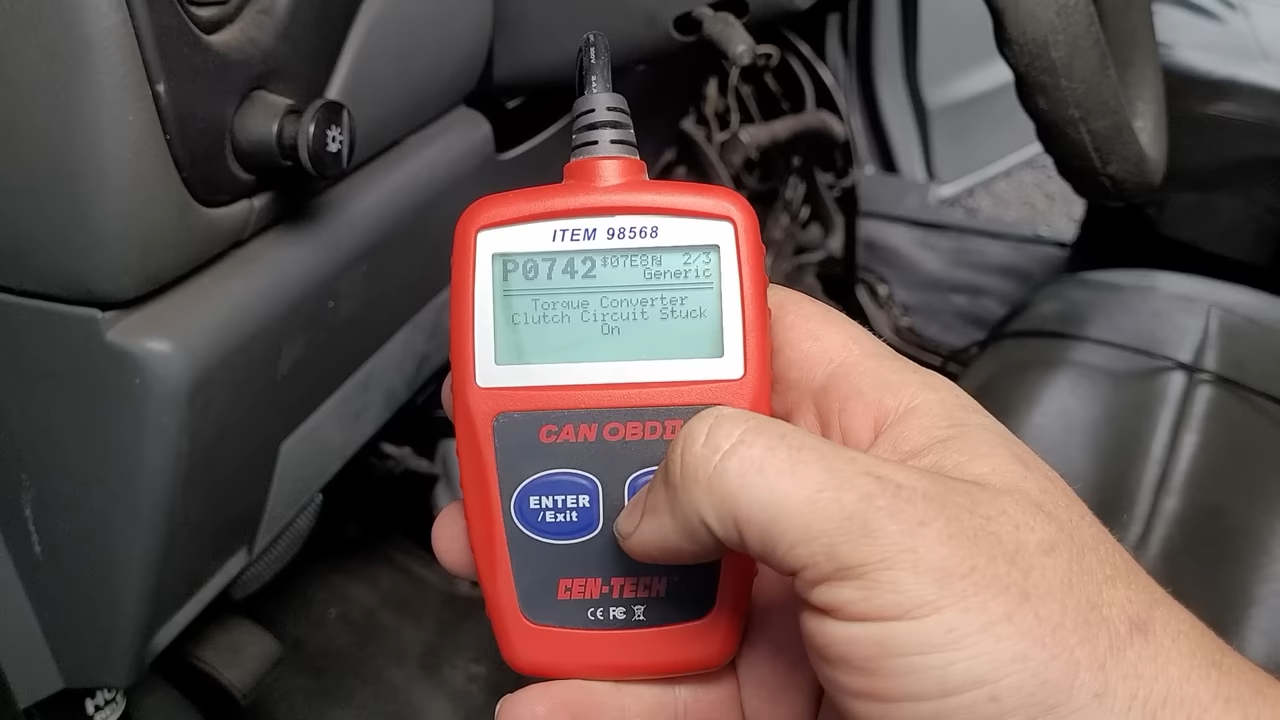 ITEM 98568
P0742 $07E8 2/3
Generic
Torque Converter
Clutch Circuit Stuck
On
CAN OBDII
ENTER
/Exit
CEN-TECH
CE FC